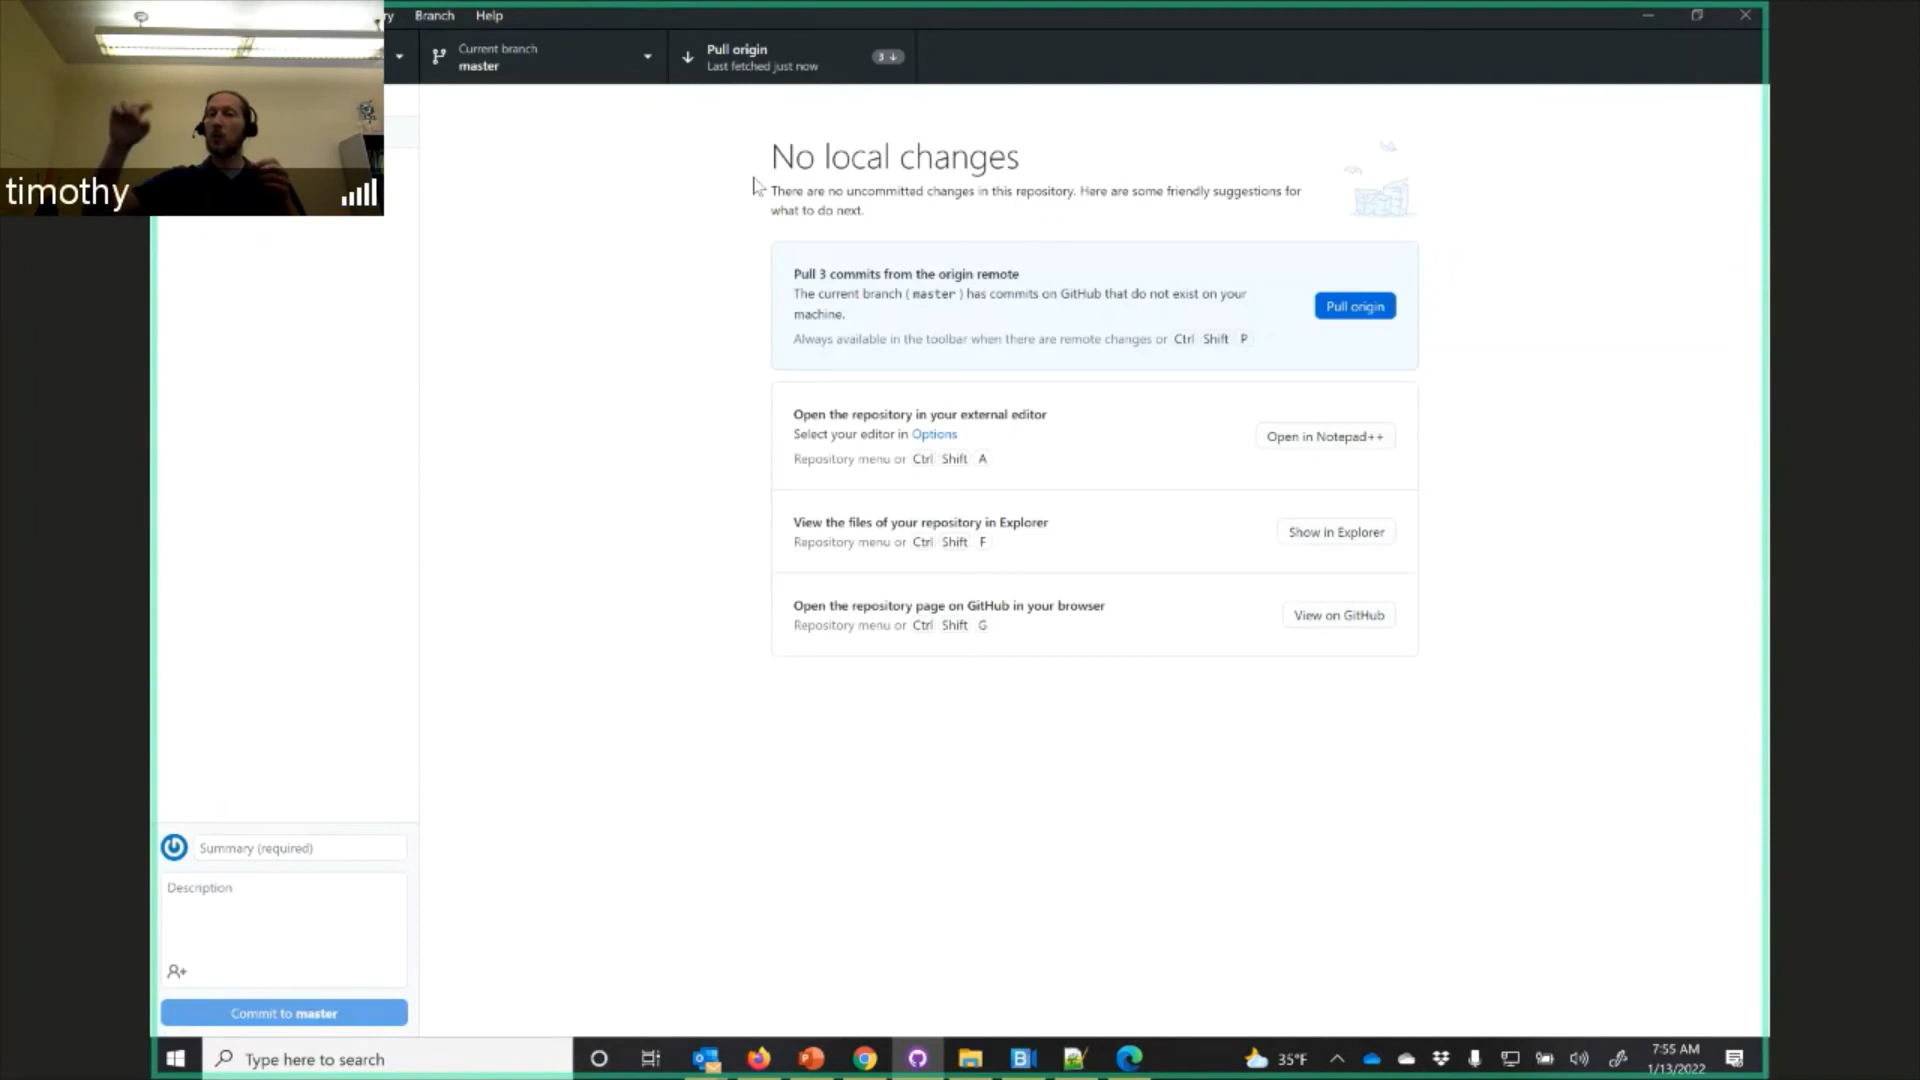 ry Branch Help
Current branch
master
Pull origin
Last fetched just now
3
timothy
No local changes
There are no uncommitted changes in this repository. Here are some friendly suggestions for
what to do next.
Pull 3 commits from the origin remote
The current branch ( master ) has commits on GitHub that do not exist on your
machine.
Always available in the toolbar when there are remote changes or Ctrl Shift P
Pull origin
Open the repository in your external editor
Select your editor in Options
Repository menu or Ctrl Shift A
Open in Notepad++
View the files of your repository in Explorer
Repository menu or Ctrl Shift F
Show in Explorer
Open the repository page on GitHub in your browser
Repository menu or Ctrl Shift G
View on GitHub
Summary (required)
Description
Commit to master
Type here to search
35°F
7:55 AM
1/13/2022